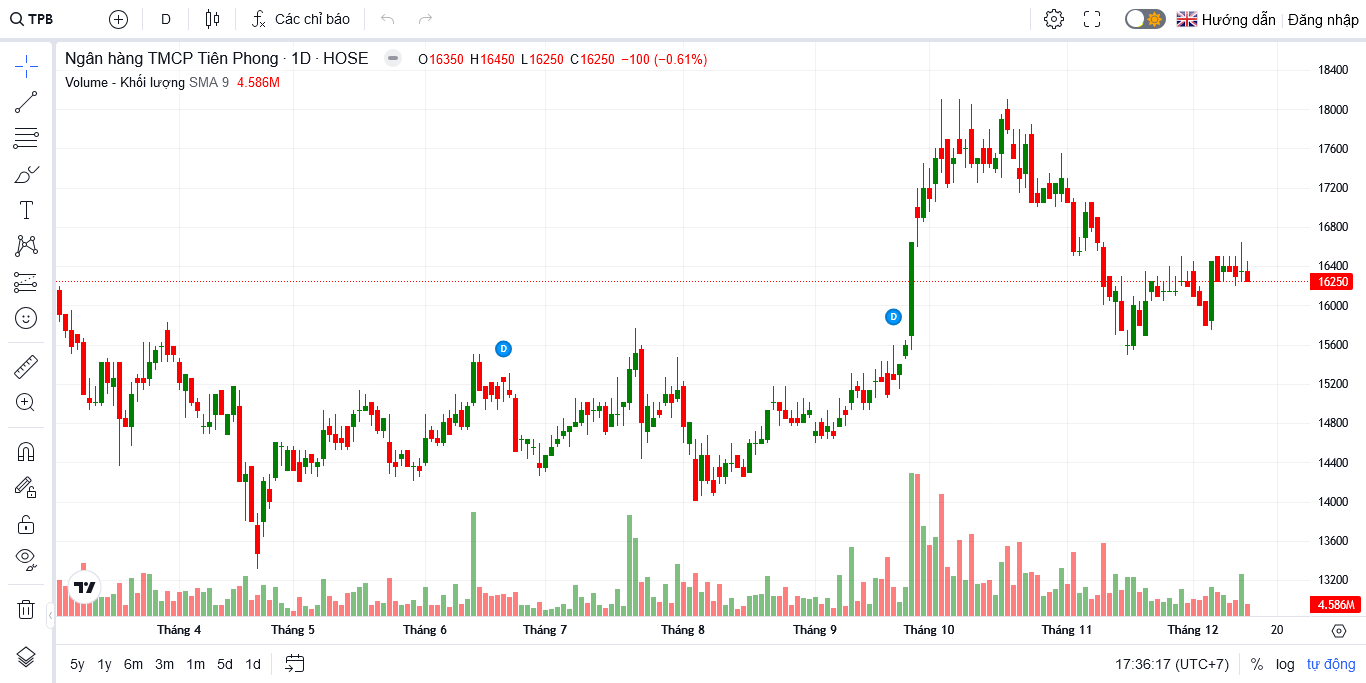 TPB D Các chỉ báo Hướng dẫn Đăng nhập
Ngân hàng TMCP Tiên Phong · 1D · HOSE O16350 H16450 L16250 C16250 −100 (−0.61%)
Volume - Khối lượng SMA 9 4.586M
18400
18000
17600
17200
16800
16400
16250
16000
15600
15200
14800
14400
14000
13600
13200
4.586M
D
D
Tháng 4 Tháng 5 Tháng 6 Tháng 7 Tháng 8 Tháng 9 Tháng 10 Tháng 11 Tháng 12 20
5y 1y 6m 3m 1m 5d 1d 17:36:17 (UTC+7) % log tự động